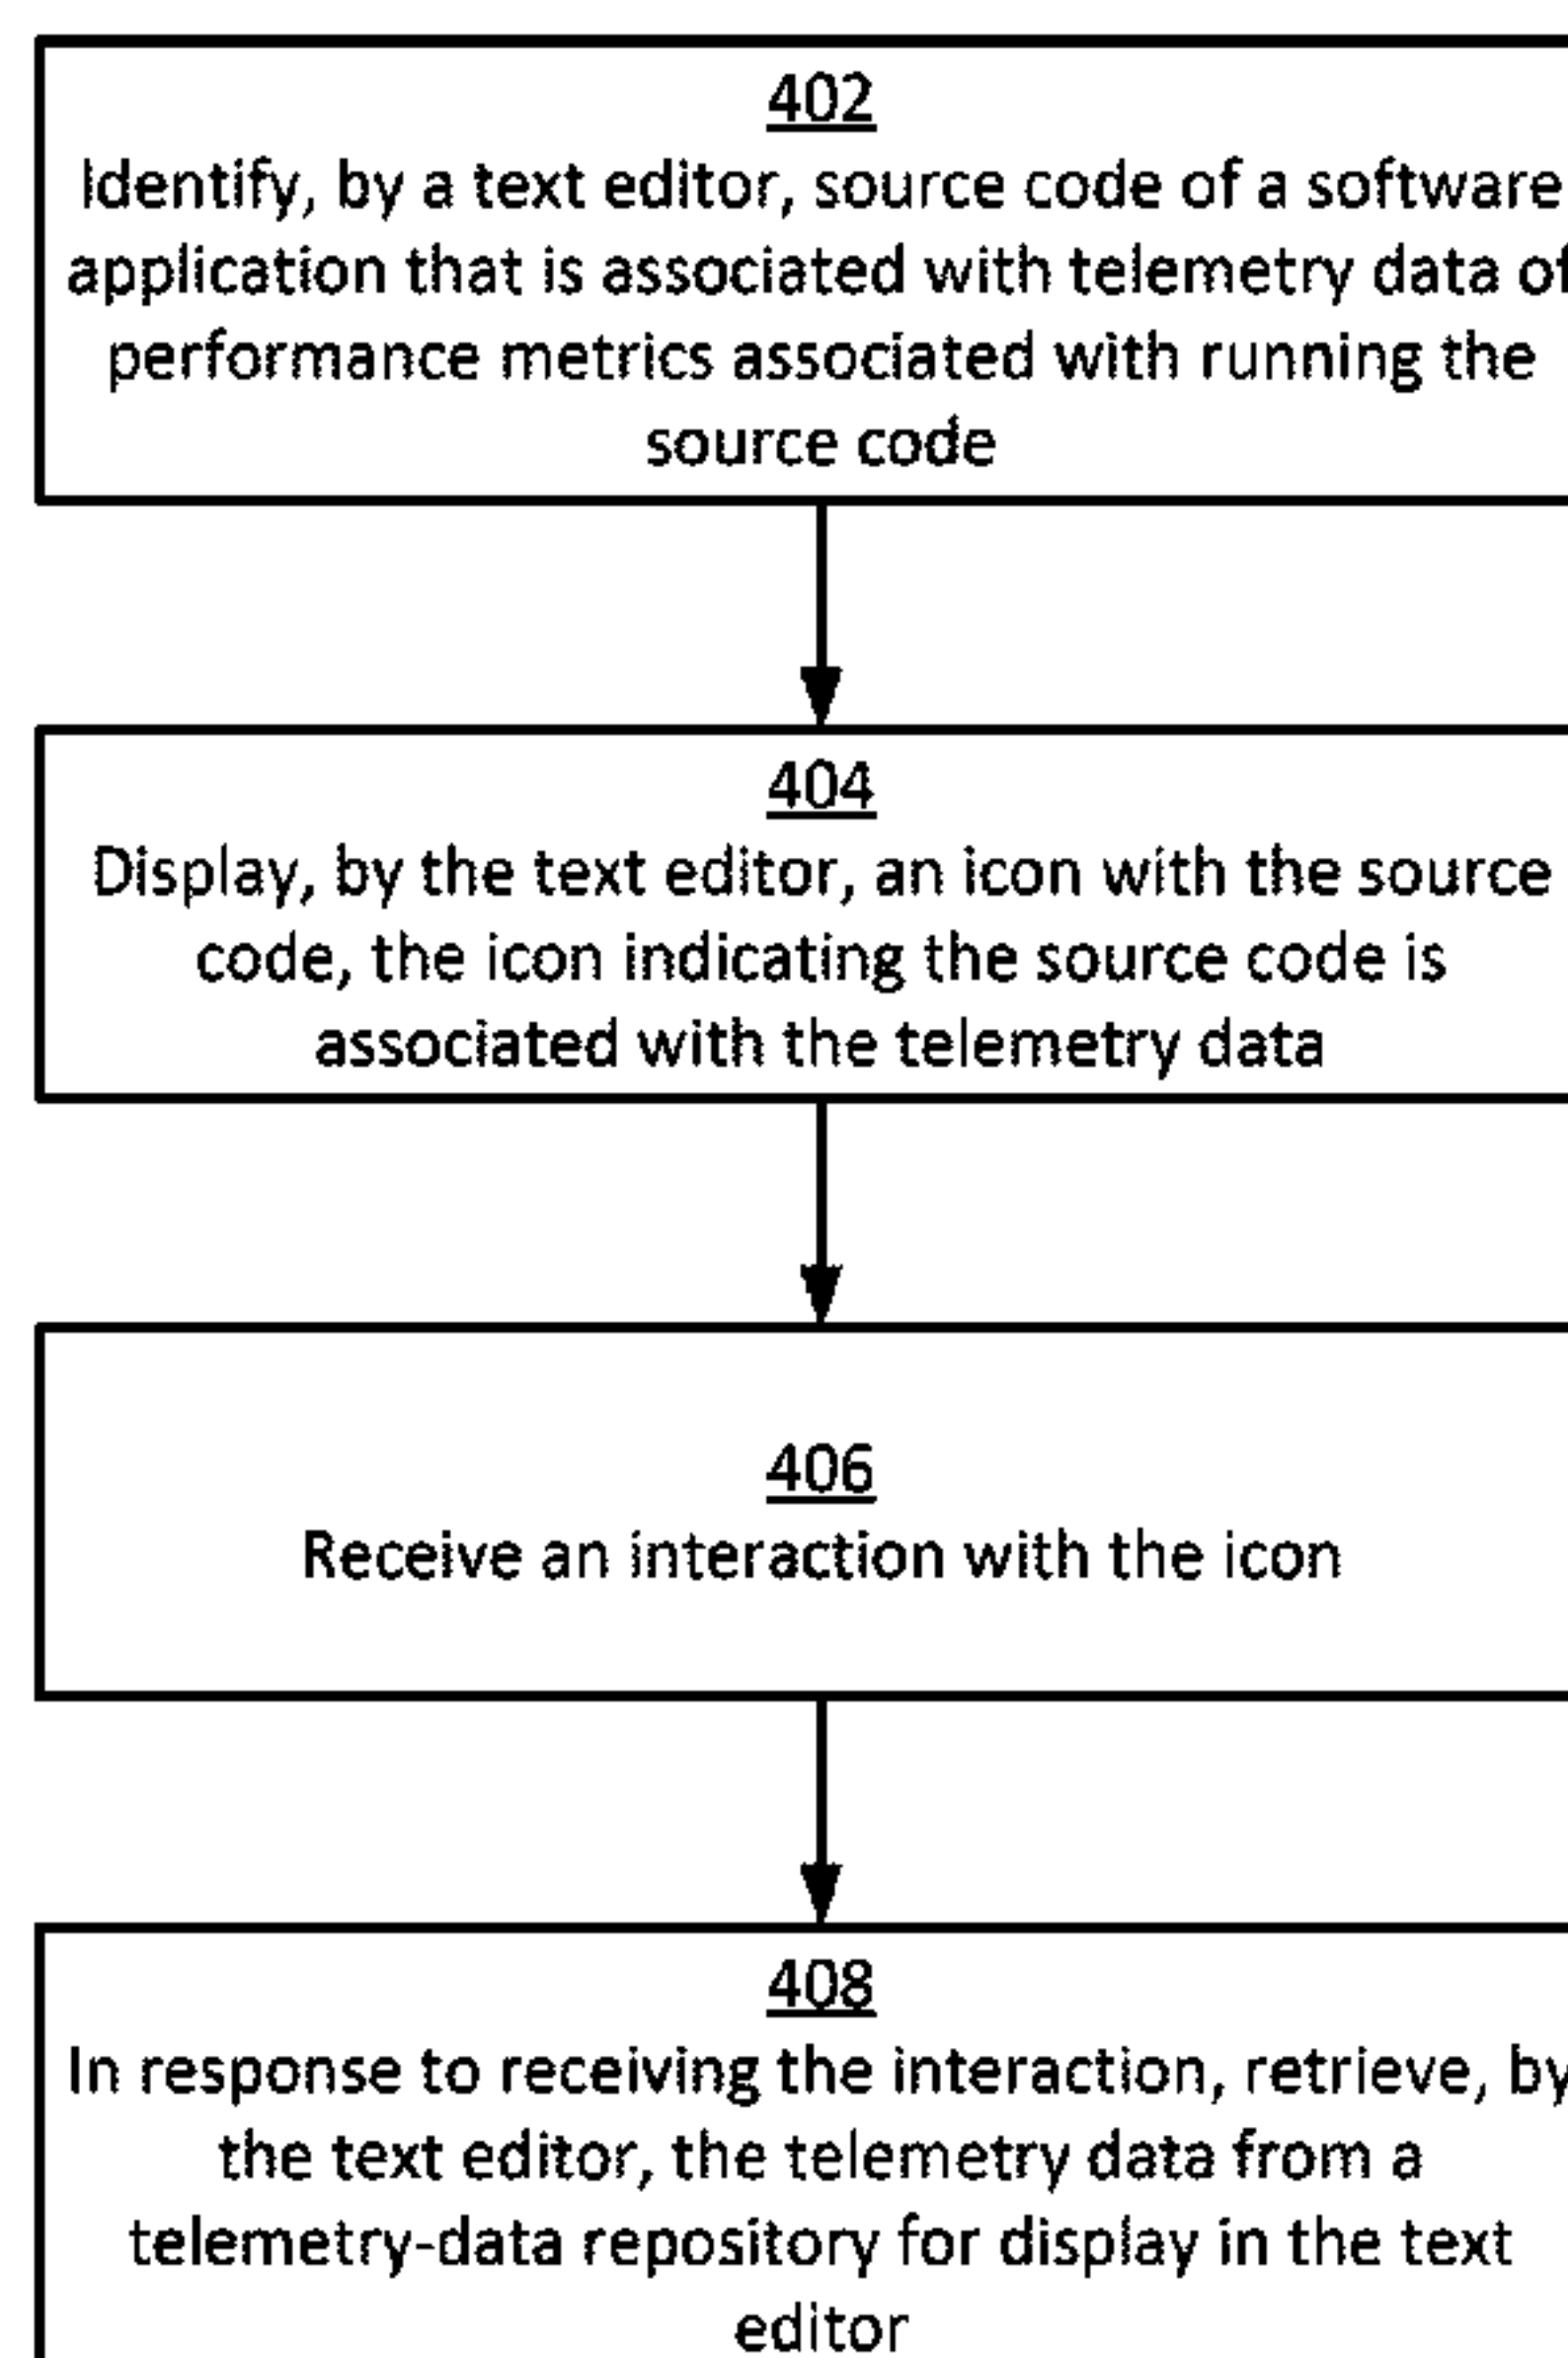 402
Identify, by a text editor, source code of a software
application that is associated with telemetry data of
performance metrics associated with running the
source code
404
Display, by the text editor, an icon with the source
code, the icon indicating the source code is
associated with the telemetry data
406
Receive an interaction with the icon
408
In response to receiving the interaction, retrieve, by
the text editor, the telemetry data from a
telemetry-data repository for display in the text
editor